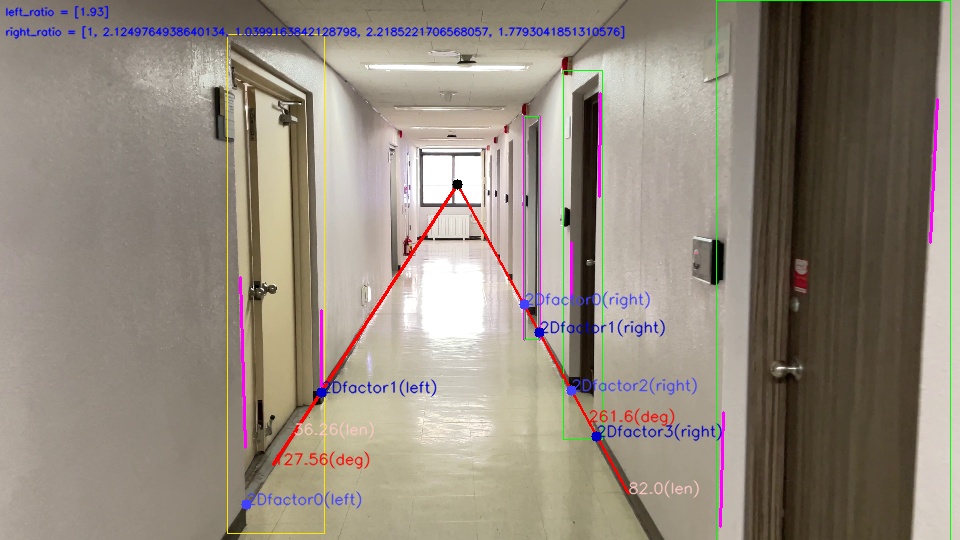 left_ratio = [1.93]
right_ratio = [1, 2.1249764938640134, 1.0399163842128798, 2.2185221706568057, 1.7793041851310576]
2Dfactor0(right)
2Dfactor1(right)
2Dfactor1(left)
2Dfactor2(right)
261.6(deg)
36.26(len)
2Dfactor3(right)
127.56(deg)
82.0(len)
2Dfactor0(left)